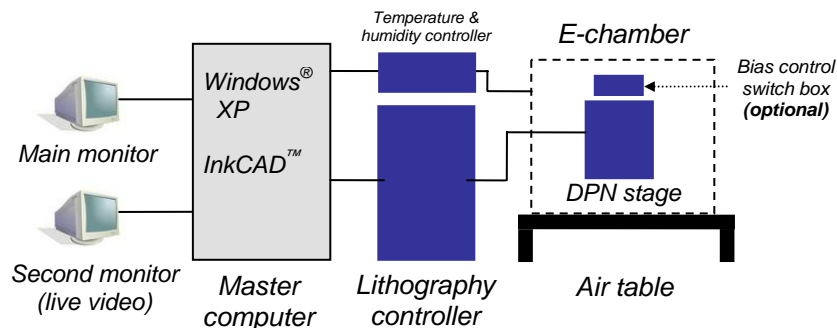 Temperature &
humidity controller
E-chamber
Bias control
switch box
(optional)
Windows®
XP
InkCAD™
Main monitor
DPN stage
Second monitor
(live video)
Master
computer
Lithography
controller
Air table